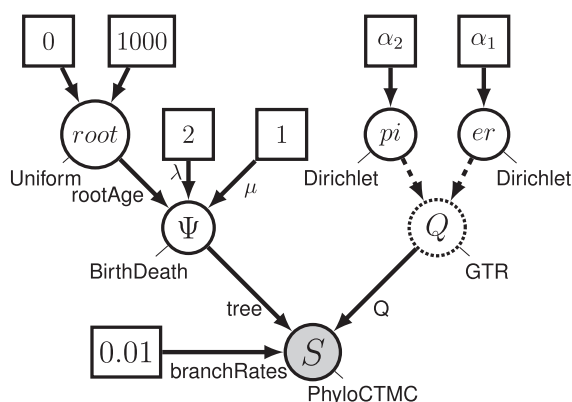 0 1000 α₂ α₁
root 2 1 pi er
Uniform rootAge λ μ Dirichlet Dirichlet
Ψ Q
BirthDeath GTR
tree Q
0.01 branchRates S
PhyloCTMC